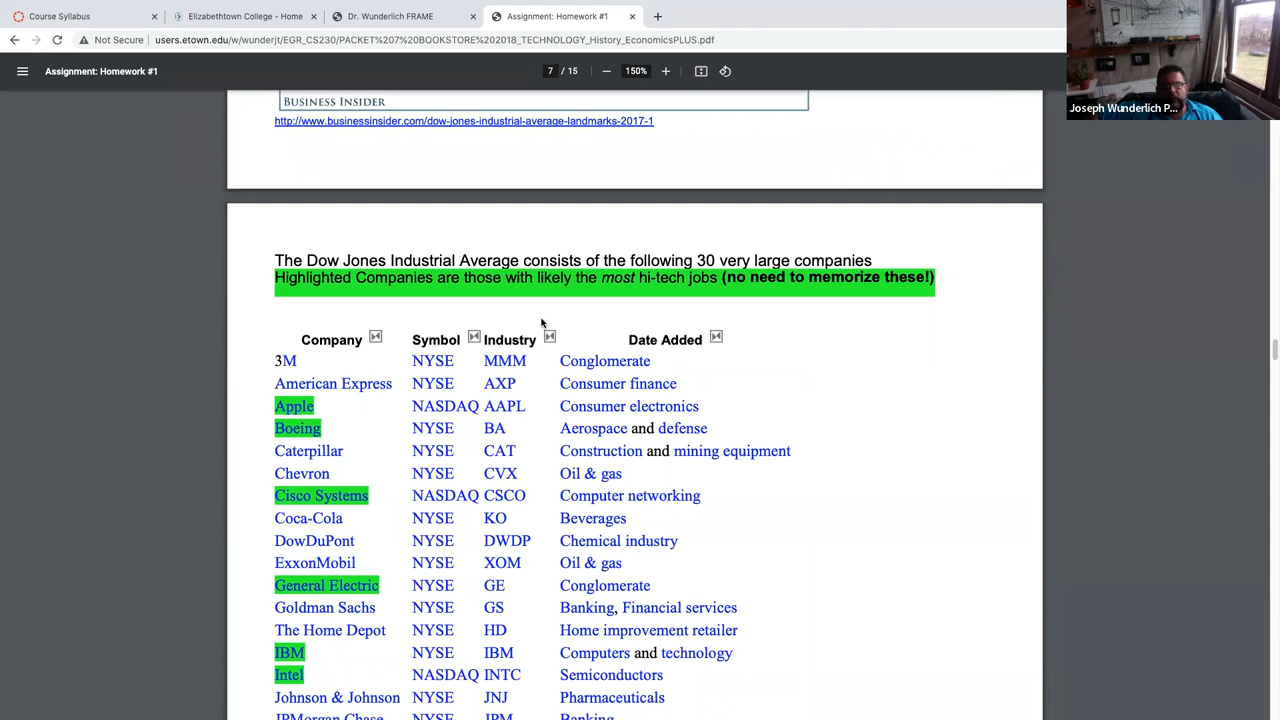 Course Syllabus
Elizabethtown College - Home
Dr. Wunderlich FRAME
Assignment: Homework #1
Not Secure
users.etown.edu/w/wunderjt/EGR_CS230/PACKET%207%20BOOKSTORE%202018_TECHNOLOGY_History_EconomicsPLUS.pdf
Assignment: Homework #1
7 / 15
150%
Joseph Wunderlich P...
BUSINESS INSIDER
http://www.businessinsider.com/dow-jones-industrial-average-landmarks-2017-1
The Dow Jones Industrial Average consists of the following 30 very large companies
Highlighted Companies are those with likely the most hi-tech jobs (no need to memorize these!)
Company Symbol Industry Date Added
3M NYSE MMM Conglomerate
American Express NYSE AXP Consumer finance
Apple NASDAQ AAPL Consumer electronics
Boeing NYSE BA Aerospace and defense
Caterpillar NYSE CAT Construction and mining equipment
Chevron NYSE CVX Oil & gas
Cisco Systems NASDAQ CSCO Computer networking
Coca-Cola NYSE KO Beverages
DowDuPont NYSE DWDP Chemical industry
ExxonMobil NYSE XOM Oil & gas
General Electric NYSE GE Conglomerate
Goldman Sachs NYSE GS Banking, Financial services
The Home Depot NYSE HD Home improvement retailer
IBM NYSE IBM Computers and technology
Intel NASDAQ INTC Semiconductors
Johnson & Johnson NYSE JNJ Pharmaceuticals
JPMorgan Chase NYSE JPM Banking